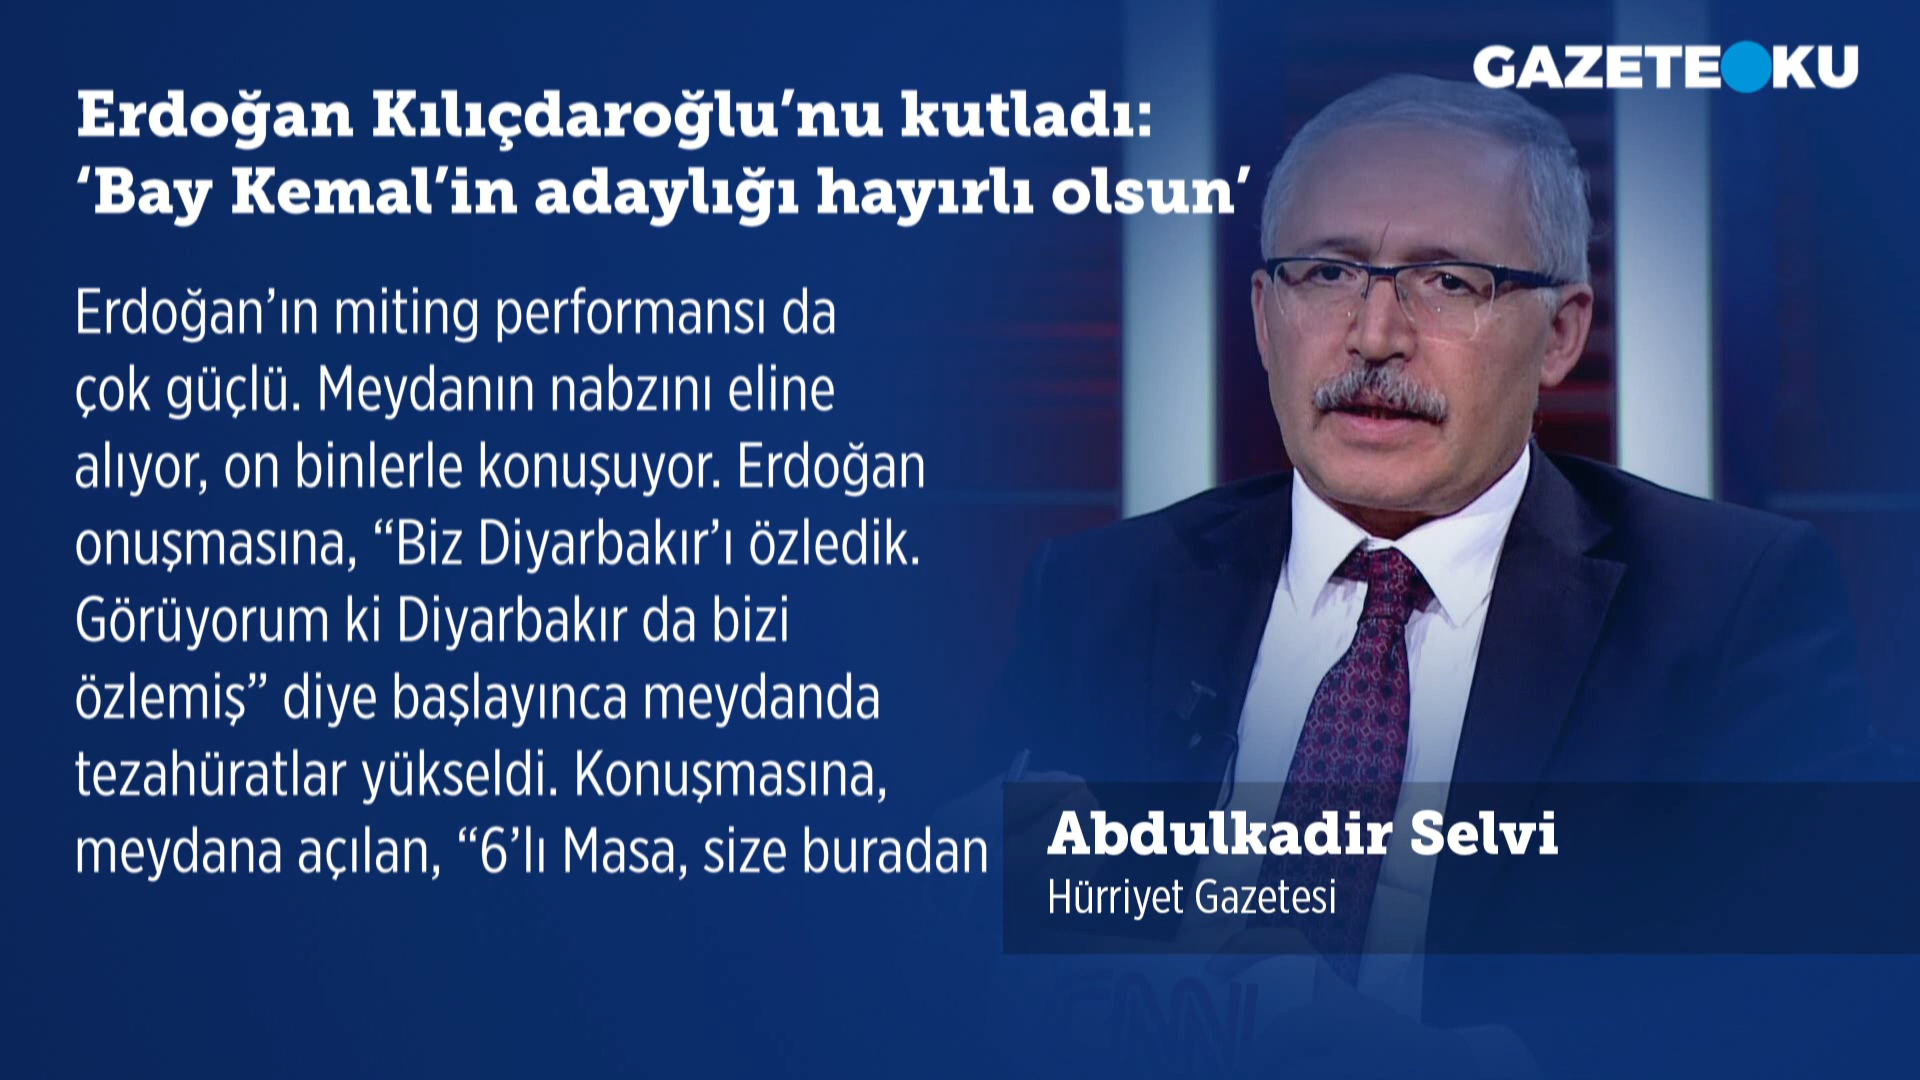 GAZETEOKU
Erdoğan Kılıçdaroğlu’nu kutladı:
‘Bay Kemal’in adaylığı hayırlı olsun’
Erdoğan’ın miting performansı da
çok güçlü. Meydanın nabzını eline
alıyor, on binlerle konuşuyor. Erdoğan
onuşmasına, “Biz Diyarbakır’ı özledik.
Görüyorum ki Diyarbakır da bizi
özlemiş” diye başlayınca meydanda
tezahüratlar yükseldi. Konuşmasına,
meydana açılan, “6’lı Masa, size buradan
Abdulkadir Selvi
Hürriyet Gazetesi
CNN